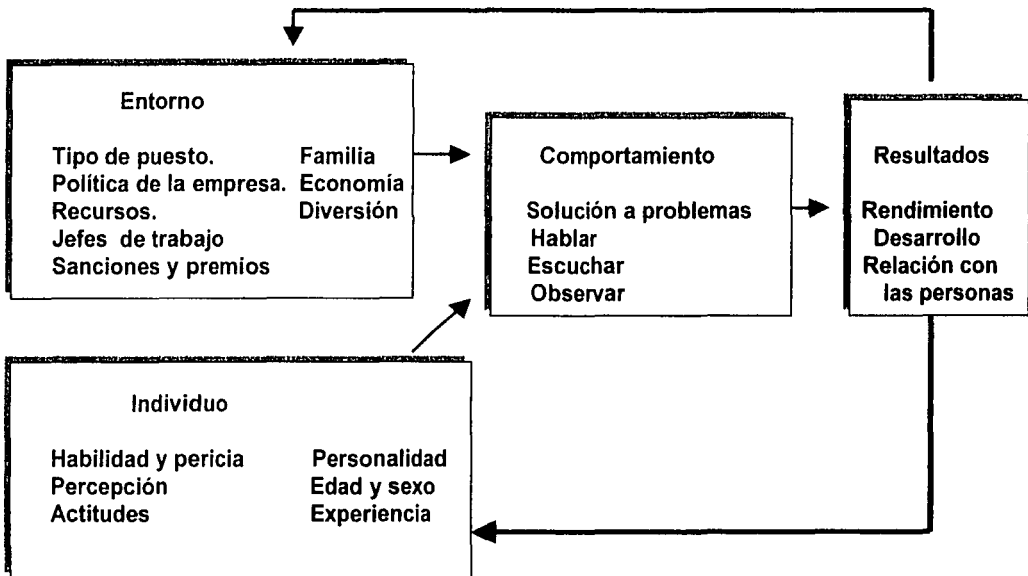 Entorno
Tipo de puesto. Familia
Política de la empresa. Economía
Recursos. Diversión
Jefes de trabajo
Sanciones y premios
Comportamiento
Solución a problemas
Hablar
Escuchar
Observar
Resultados
Rendimiento
Desarrollo
Relación con
las personas
Individuo
Habilidad y pericia Personalidad
Percepción Edad y sexo
Actitudes Experiencia